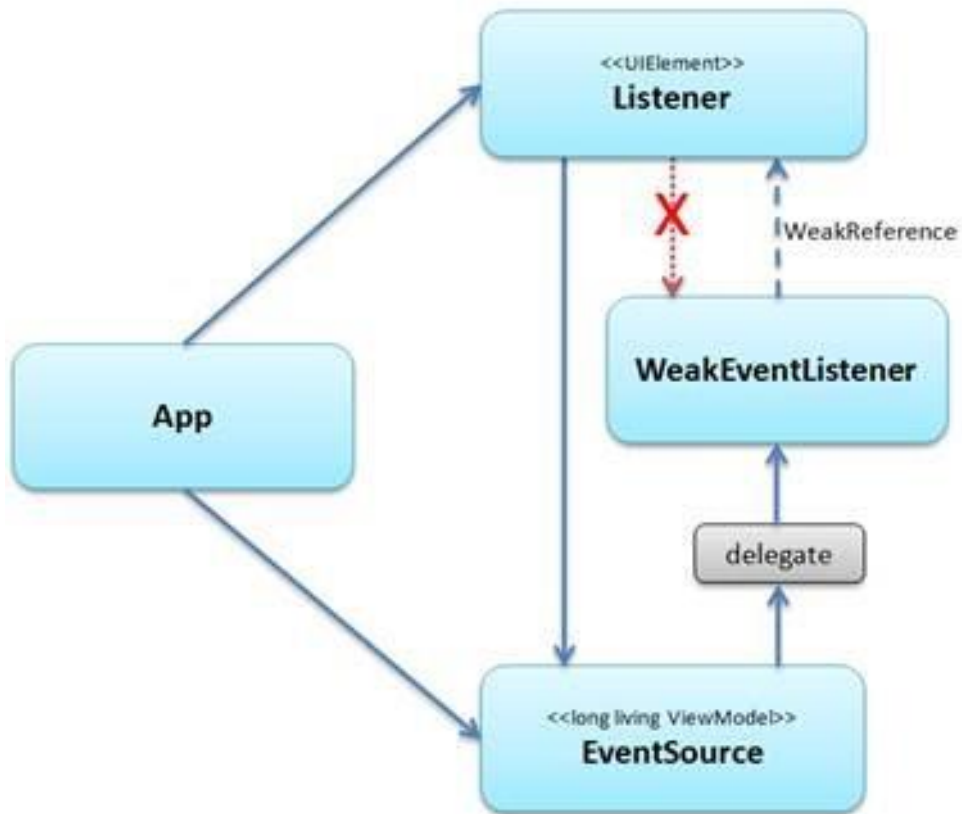 <<UIElement>>
Listener
X
WeakReference
WeakEventListener
App
delegate
<<long living ViewModel>>
EventSource